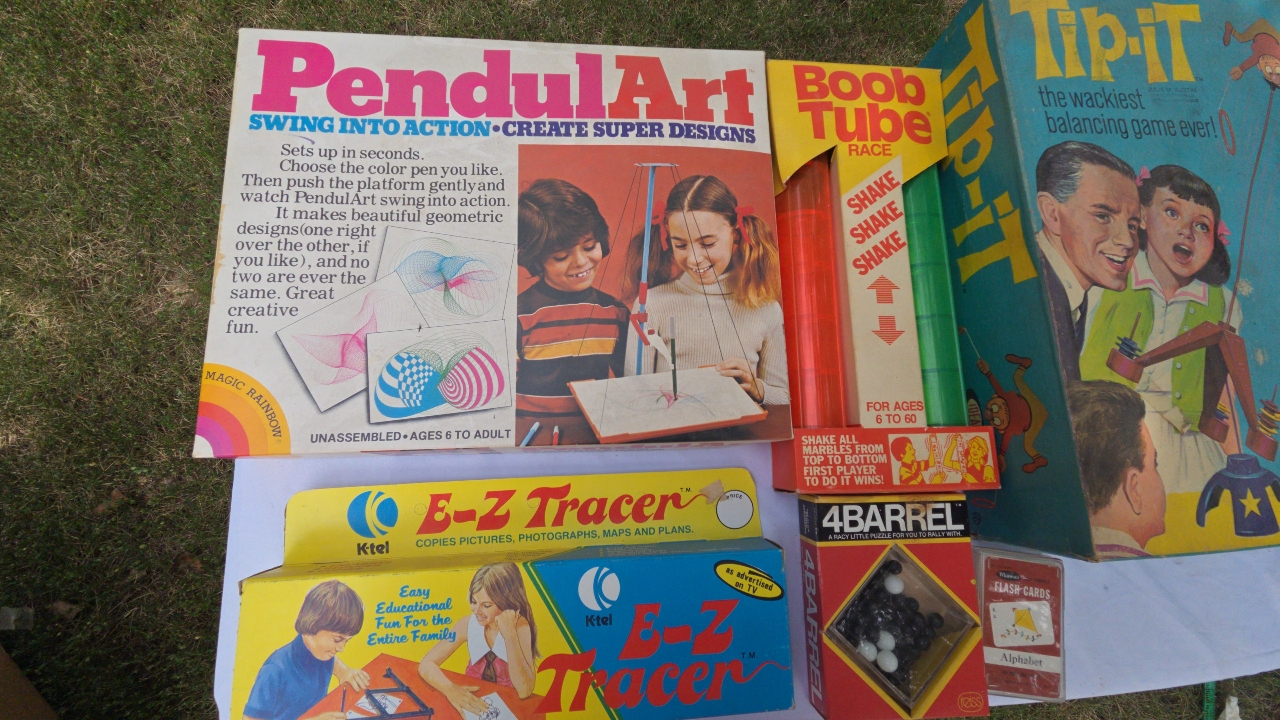 PendulArt
SWING INTO ACTION•CREATE SUPER DESIGNS
Sets up in seconds.
Choose the color pen you like.
Then push the platform gently and
watch PendulArt swing into action.
It makes beautiful geometric
designs(one right
over the other, if
you like), and no
two are ever the
same. Great
creative
fun.
MAGIC RAINBOW
UNASSEMBLED•AGES 6 TO ADULT
Boob
Tube
RACE
SHAKE
SHAKE
SHAKE
FOR AGES
6 TO 60
SHAKE ALL
MARBLES FROM
TOP TO BOTTOM
FIRST PLAYER
TO DO IT WINS!
Tip-iT
Tip-iT
the wackiest
balancing game ever!
K-tel
E-Z Tracer™
PRICE
COPIES PICTURES, PHOTOGRAPHS, MAPS AND PLANS.
Easy
Educational
Fun For the
Entire Family
K-tel
as advertised
on TV
E-Z
Tracer™
4BARREL™
A RACY LITTLE PUZZLE FOR YOU TO RALLY WITH.
4BARREL
reiss
FLASH CARDS
Alphabet